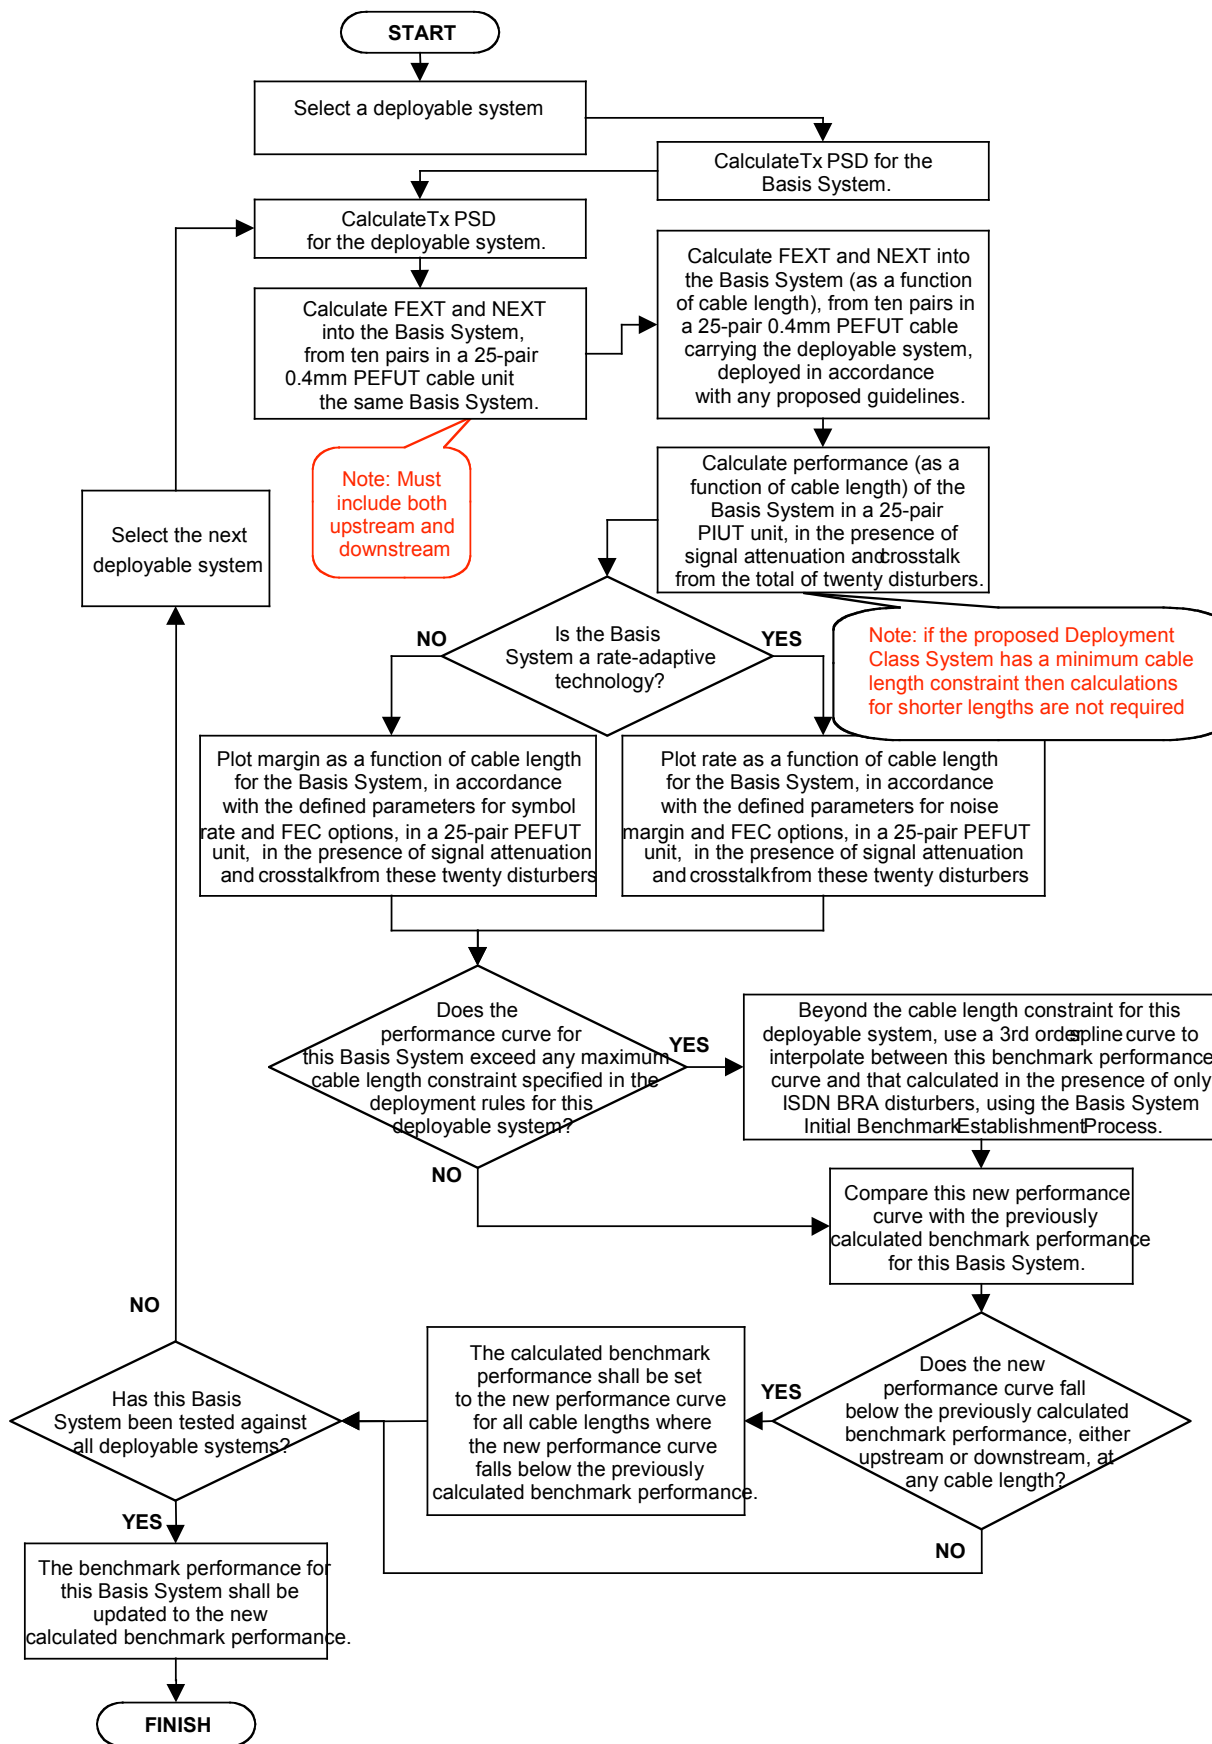 START
Select a deployable system
CalculateTx PSD for the
Basis System.
CalculateTx PSD
for the deployable system.
Calculate FEXT and NEXT
into the Basis System,
from ten pairs in a 25-pair
0.4mm PEFUT cable unit
the same Basis System.
Calculate FEXT and NEXT into
the Basis System (as a function
of cable length), from ten pairs in
a 25-pair 0.4mm PEFUT cable
carrying the deployable system,
deployed in accordance
with any proposed guidelines.
Note: Must
include both
upstream and
downstream
Calculate performance (as a
function of cable length) of the
Basis System in a 25-pair
PIUT unit, in the presence of
signal attenuation and crosstalk
from the total of twenty disturbers.
Select the next
deployable system
Note: if the proposed Deployment
Class System has a minimum cable
length constraint then calculations
for shorter lengths are not required
NO
Is the Basis
System a rate-adaptive
technology?
YES
Plot margin as a function of cable length
for the Basis System, in accordance
with the defined parameters for symbol
rate and FEC options, in a 25-pair PEFUT
unit, in the presence of signal attenuation
and crosstalk from these twenty disturbers
Plot rate as a function of cable length
for the Basis System, in accordance
with the defined parameters for noise
margin and FEC options, in a 25-pair PEFUT
unit, in the presence of signal attenuation
and crosstalk from these twenty disturbers
Does the
performance curve for
this Basis System exceed any maximum
cable length constraint specified in the
deployment rules for this
deployable system?
YES
NO
Beyond the cable length constraint for this
deployable system, use a 3rd order spline curve to
interpolate between this benchmark performance
curve and that calculated in the presence of only
ISDN BRA disturbers, using the Basis System
Initial Benchmark Establishment Process.
Compare this new performance
curve with the previously
calculated benchmark performance
for this Basis System.
NO
Has this Basis
System been tested against
all deployable systems?
YES
The calculated benchmark
performance shall be set
to the new performance curve
for all cable lengths where
the new performance curve
falls below the previously
calculated benchmark performance.
YES
Does the new
performance curve fall
below the previously calculated
benchmark performance, either
upstream or downstream, at
any cable length?
NO
The benchmark performance for
this Basis System shall be
updated to the new
calculated benchmark performance.
FINISH